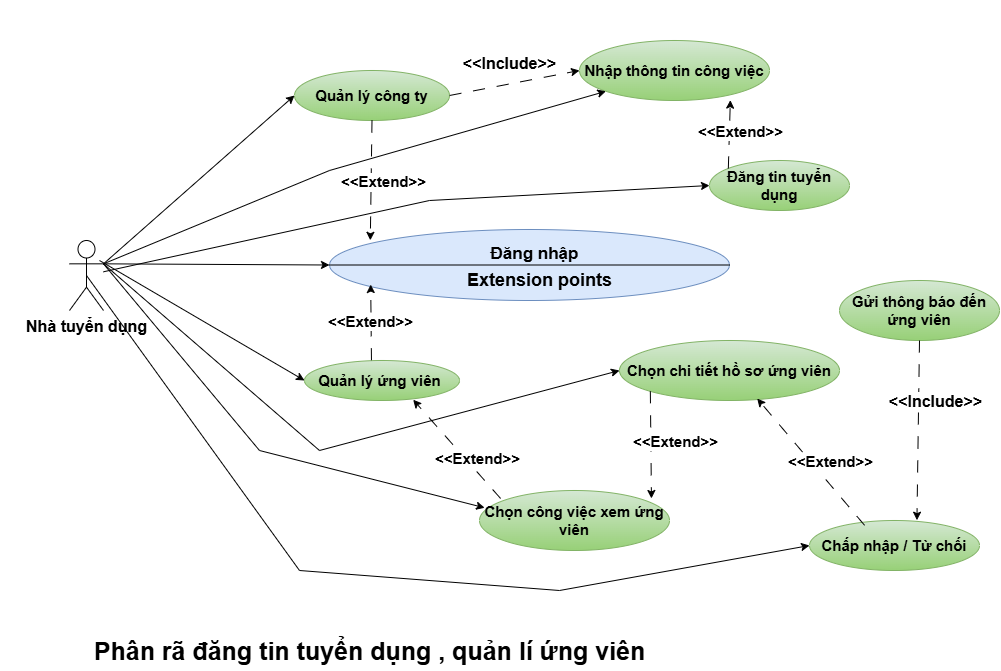 <<Include>>
Nhập thông tin công việc
Quản lý công ty
<<Extend>>
<<Extend>>
Đăng tin tuyển
dụng
Đăng nhập
Extension points
Nhà tuyển dụng
Gửi thông báo đến
ứng viên
<<Extend>>
Quản lý ứng viên
Chọn chi tiết hồ sơ ứng viên
<<Include>>
<<Extend>>
<<Extend>>
<<Extend>>
Chọn công việc xem ứng
viên
Chấp nhập / Từ chối
Phân rã đăng tin tuyển dụng , quản lí ứng viên